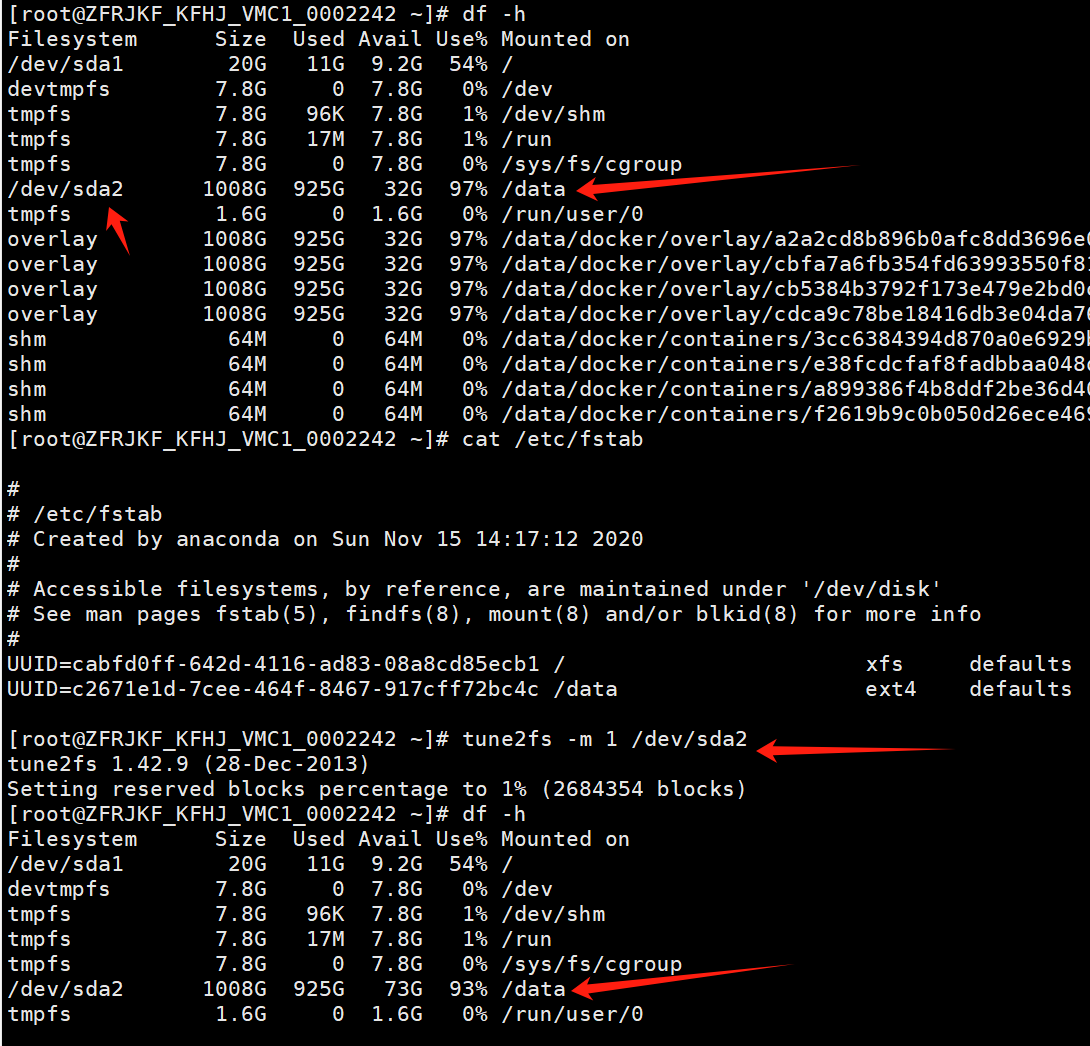 [root@ZFRJKF_KFHJ_VMC1_0002242 ~]# df -h
Filesystem      Size  Used Avail Use% Mounted on
/dev/sda1        20G   11G  9.2G  54% /
devtmpfs        7.8G     0  7.8G   0% /dev
tmpfs           7.8G   96K  7.8G   1% /dev/shm
tmpfs           7.8G   17M  7.8G   1% /run
tmpfs           7.8G     0  7.8G   0% /sys/fs/cgroup
/dev/sda2      1008G  925G   32G  97% /data
tmpfs           1.6G     0  1.6G   0% /run/user/0
overlay        1008G  925G   32G  97% /data/docker/overlay/a2a2cd8b896b0afc8dd3696e
overlay        1008G  925G   32G  97% /data/docker/overlay/cbfa7a6fb354fd63993550f8
overlay        1008G  925G   32G  97% /data/docker/overlay/cb5384b3792f173e479e2bd0
overlay        1008G  925G   32G  97% /data/docker/overlay/cdca9c78be18416db3e04da7
shm              64M     0   64M   0% /data/docker/containers/3cc6384394d870a0e6929
shm              64M     0   64M   0% /data/docker/containers/e38fcdcfaf8fadbbaa048
shm              64M     0   64M   0% /data/docker/containers/a899386f4b8ddf2be36d4
shm              64M     0   64M   0% /data/docker/containers/f2619b9c0b050d26ece46
[root@ZFRJKF_KFHJ_VMC1_0002242 ~]# cat /etc/fstab
#
# /etc/fstab
# Created by anaconda on Sun Nov 15 14:17:12 2020
#
# Accessible filesystems, by reference, are maintained under '/dev/disk'
# See man pages fstab(5), findfs(8), mount(8) and/or blkid(8) for more info
#
UUID=cabfd0ff-642d-4116-ad83-08a8cd85ecb1 /                       xfs     defaults
UUID=c2671e1d-7cee-464f-8467-917cff72bc4c /data                   ext4    defaults
[root@ZFRJKF_KFHJ_VMC1_0002242 ~]# tune2fs -m 1 /dev/sda2
tune2fs 1.42.9 (28-Dec-2013)
Setting reserved blocks percentage to 1% (2684354 blocks)
[root@ZFRJKF_KFHJ_VMC1_0002242 ~]# df -h
Filesystem      Size  Used Avail Use% Mounted on
/dev/sda1        20G   11G  9.2G  54% /
devtmpfs        7.8G     0  7.8G   0% /dev
tmpfs           7.8G   96K  7.8G   1% /dev/shm
tmpfs           7.8G   17M  7.8G   1% /run
tmpfs           7.8G     0  7.8G   0% /sys/fs/cgroup
/dev/sda2      1008G  925G   73G  93% /data
tmpfs           1.6G     0  1.6G   0% /run/user/0